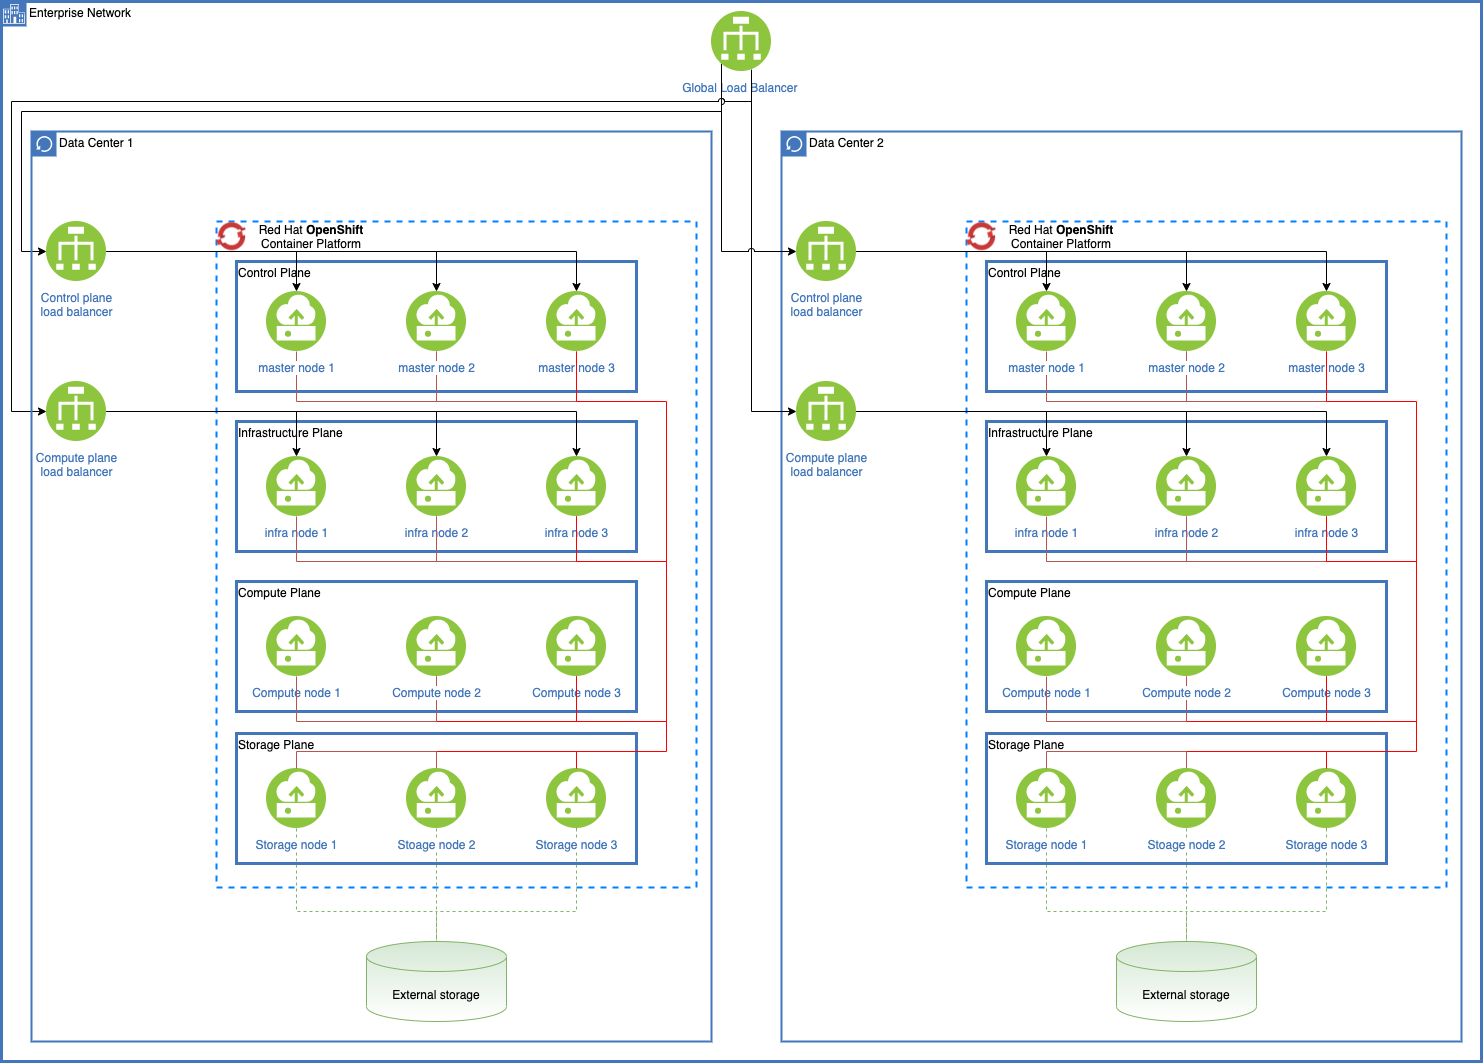 Enterprise Network
Global Load Balancer
Data Center 1
Red Hat OpenShift
Container Platform
Control plane
load balancer
Control Plane
master node 1
master node 2
master node 3
Compute plane
load balancer
Infrastructure Plane
infra node 1
infra node 2
infra node 3
Compute Plane
Compute node 1
Compute node 2
Compute node 3
Storage Plane
Storage node 1
Stoage node 2
Storage node 3
External storage
Data Center 2
Red Hat OpenShift
Container Platform
Control plane
load balancer
Control Plane
master node 1
master node 2
master node 3
Compute plane
load balancer
Infrastructure Plane
infra node 1
infra node 2
infra node 3
Compute Plane
Compute node 1
Compute node 2
Compute node 3
Storage Plane
Storage node 1
Stoage node 2
Storage node 3
External storage